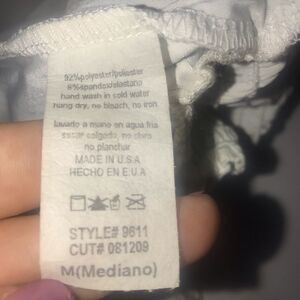 92%polyester/poliester
8%spandex/elastano
hand wash in cold water
hang dry, no bleach, no iron
lavado a mano en agua fria
secar colgado, no cloro
no planchar
MADE IN U.S.A
HECHO EN E.U.A
STYLE# 9611
CUT# 081209
M(Mediano)